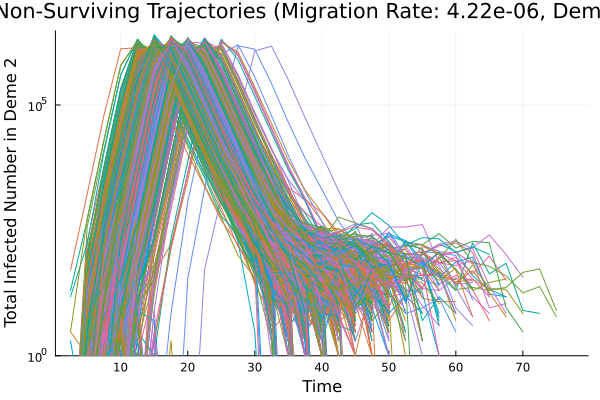 Non-Surviving Trajectories (Migration Rate: 4.22e-06, Dem
Total Infected Number in Deme 2
10^5
10^0
10 20 30 40 50 60 70
Time